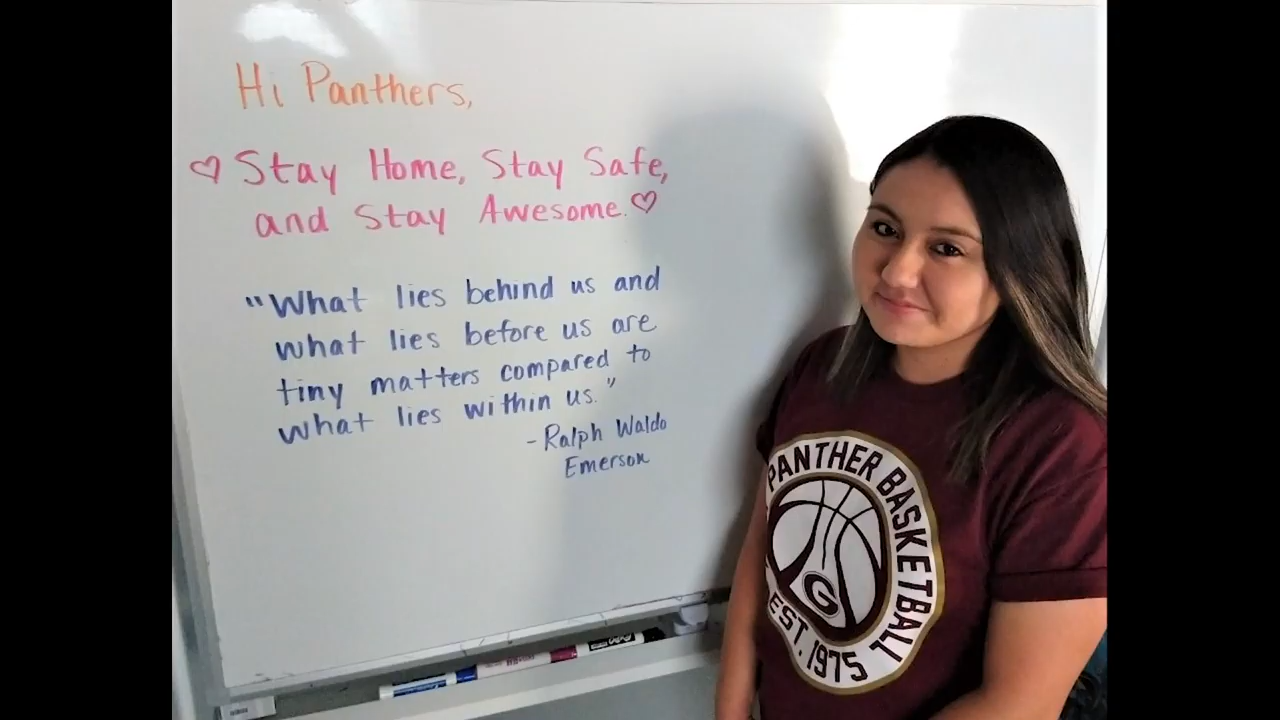 Hi Panthers,
♡ Stay Home, Stay Safe,
and Stay Awesome. ♡
"What lies behind us and
what lies before us are
tiny matters compared to
what lies within us."
-Ralph Waldo
Emerson
PANTHER BASKETBALL
G
EST. 1975